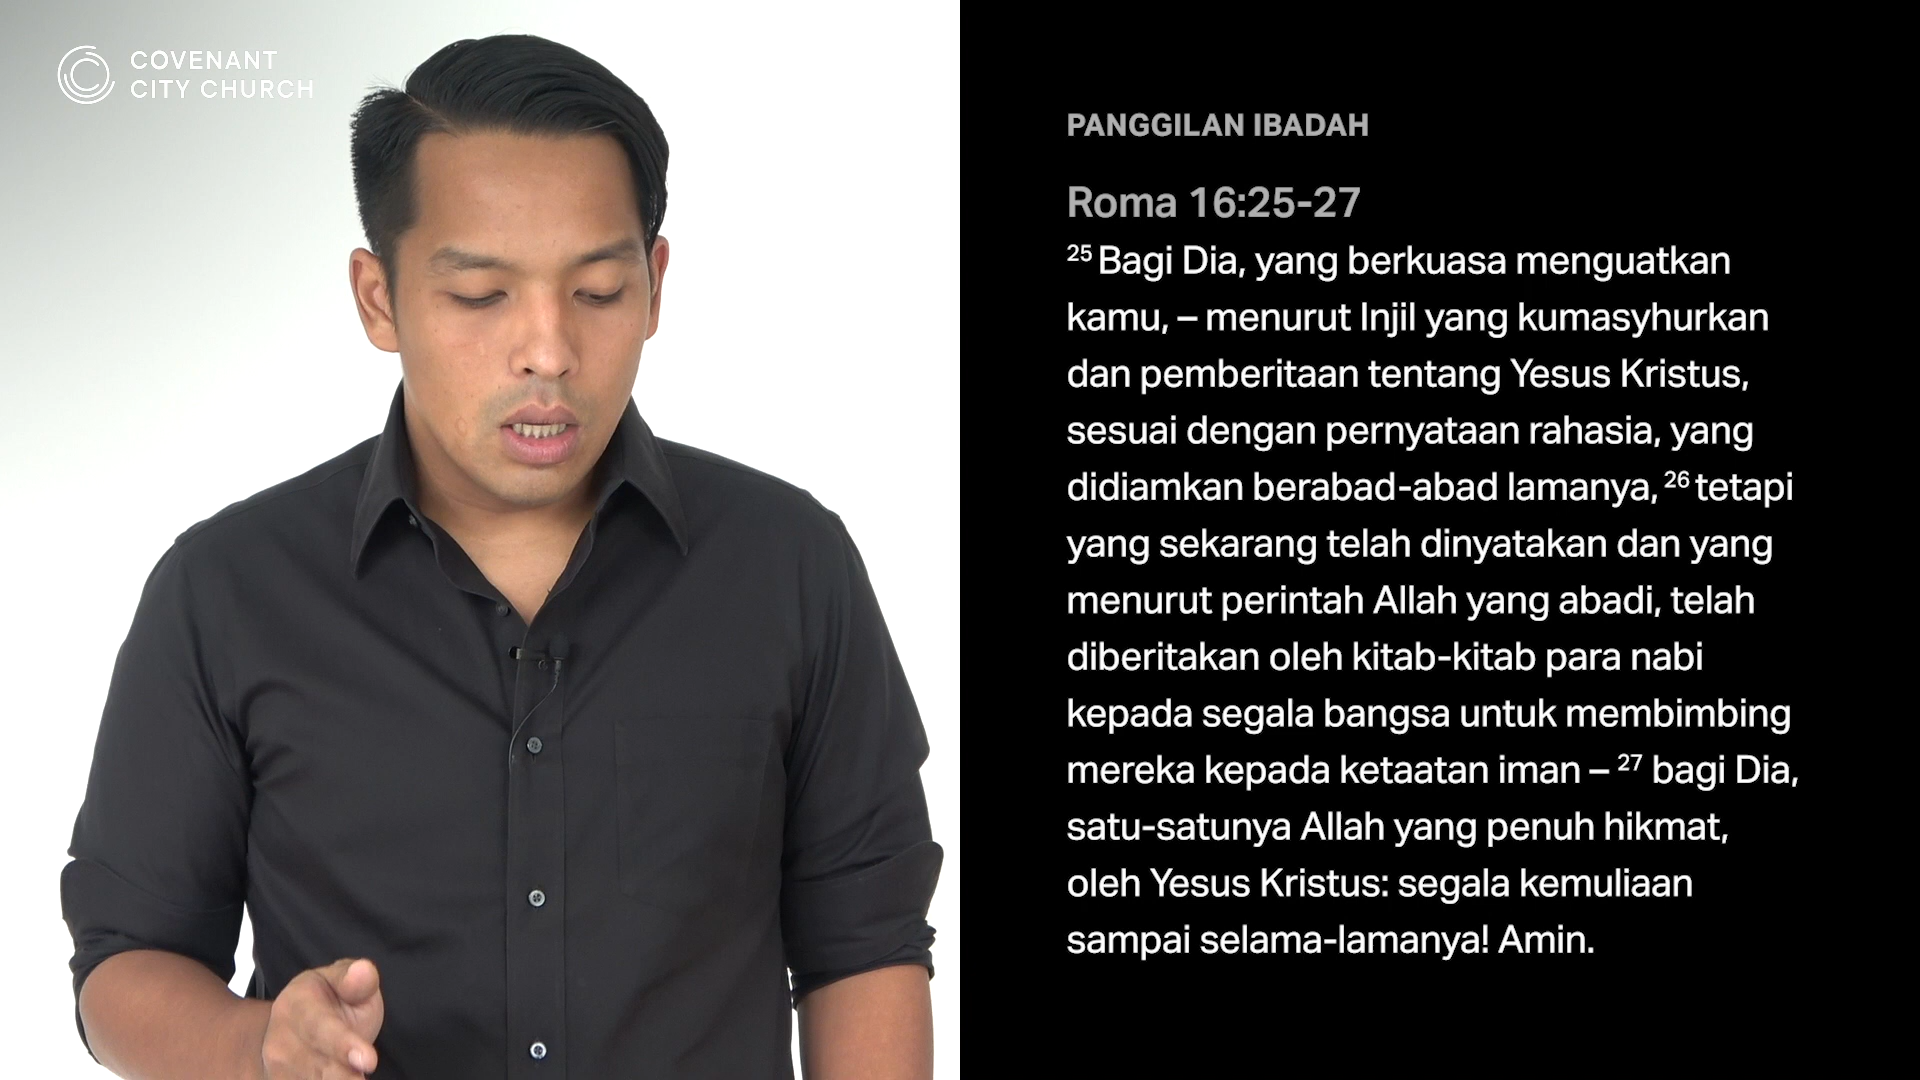 COVENANT
CITY CHURCH
PANGGILAN IBADAH
Roma 16:25-27
25 Bagi Dia, yang berkuasa menguatkan
kamu, – menurut Injil yang kumasyhurkan
dan pemberitaan tentang Yesus Kristus,
sesuai dengan pernyataan rahasia, yang
didiamkan berabad-abad lamanya, 26 tetapi
yang sekarang telah dinyatakan dan yang
menurut perintah Allah yang abadi, telah
diberitakan oleh kitab-kitab para nabi
kepada segala bangsa untuk membimbing
mereka kepada ketaatan iman – 27 bagi Dia,
satu-satunya Allah yang penuh hikmat,
oleh Yesus Kristus: segala kemuliaan
sampai selama-lamanya! Amin.